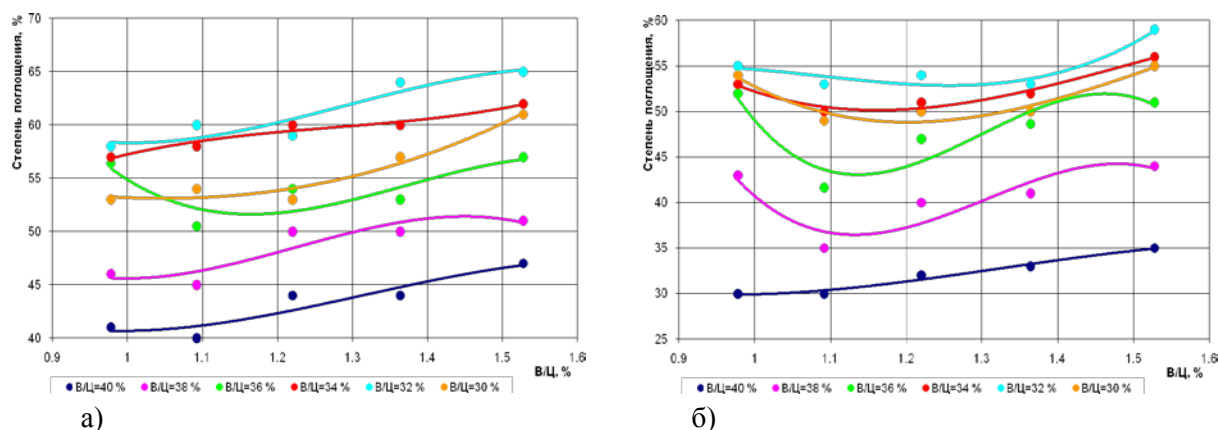 Степень поглощения, %
70
65
60
55
50
45
40
0.9 1 1.1 1.2 1.3 1.4 1.5 1.6
В/Ц, %
В/Ц=40 % В/Ц=38 % В/Ц=36 % В/Ц=34 % В/Ц=32 % В/Ц=30 %
а)
Степень поглощения, %
60
55
50
45
40
35
30
25
0.9 1 1.1 1.2 1.3 1.4 1.5 1.6
В/Ц, %
В/Ц=40 % В/Ц=38 % В/Ц=36 % В/Ц=34 % В/Ц=32 % В/Ц=30 %
б)